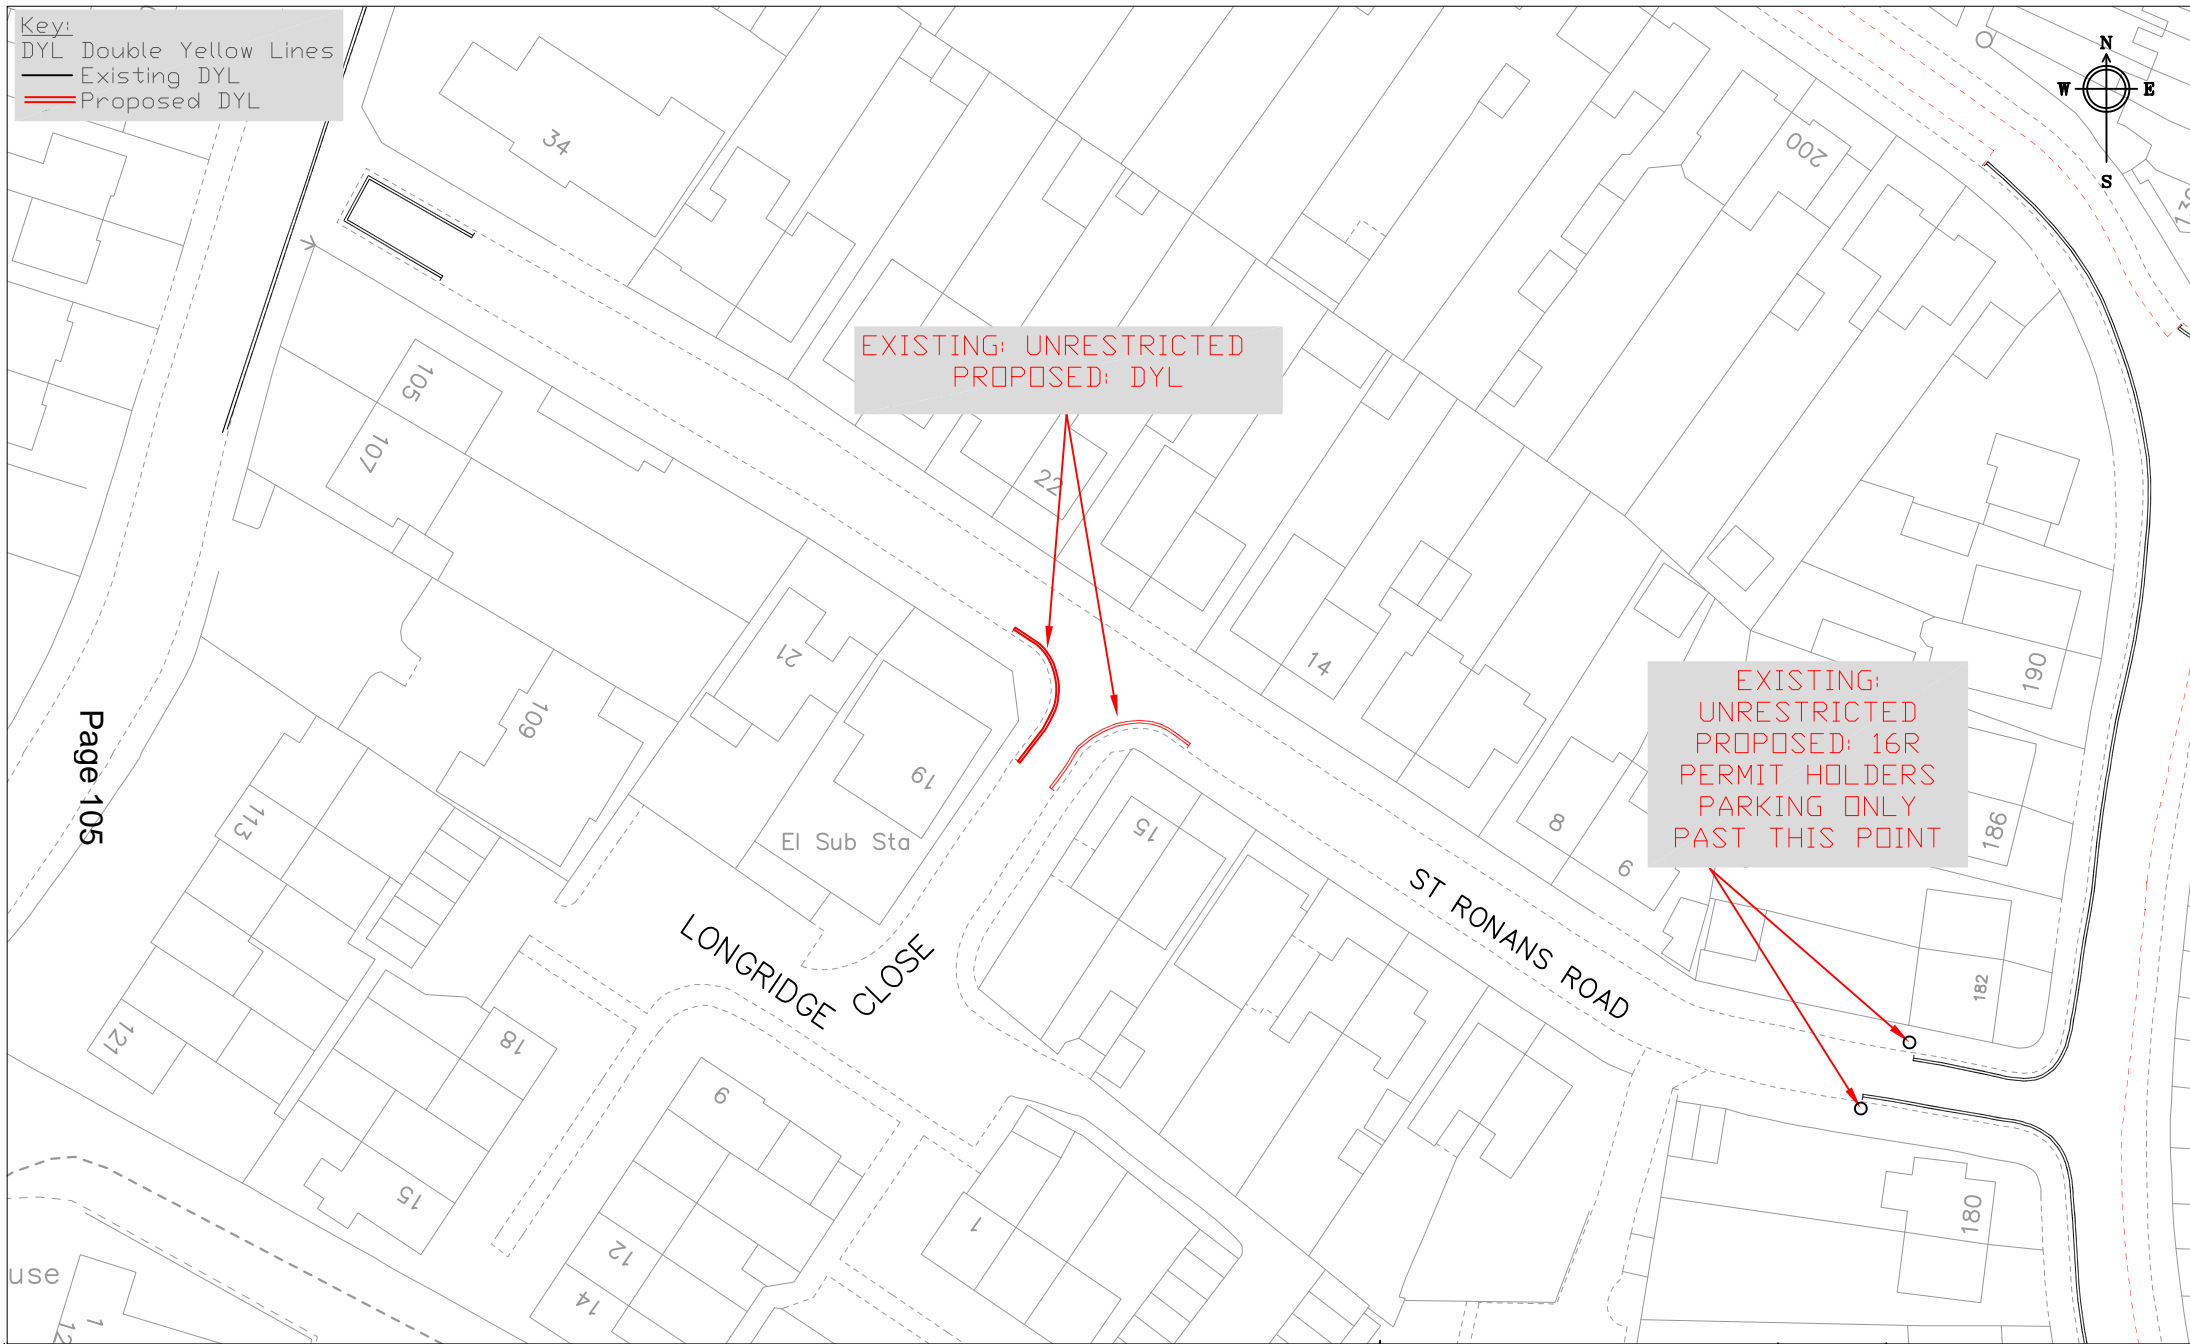 Key:
DYL Double Yellow Lines
Existing DYL
Proposed DYL
N
W E
S
34
200
105
107
EXISTING: UNRESTRICTED
PROPOSED: DYL
22
14
21
19
109
113
121
El Sub Sta
15
8
6
190
186
182
180
EXISTING:
UNRESTRICTED
PROPOSED: 16R
PERMIT HOLDERS
PARKING ONLY
PAST THIS POINT
ST RONANS ROAD
LONGRIDGE
CLOSE
Page 105
18
15
9
12
14
1
use